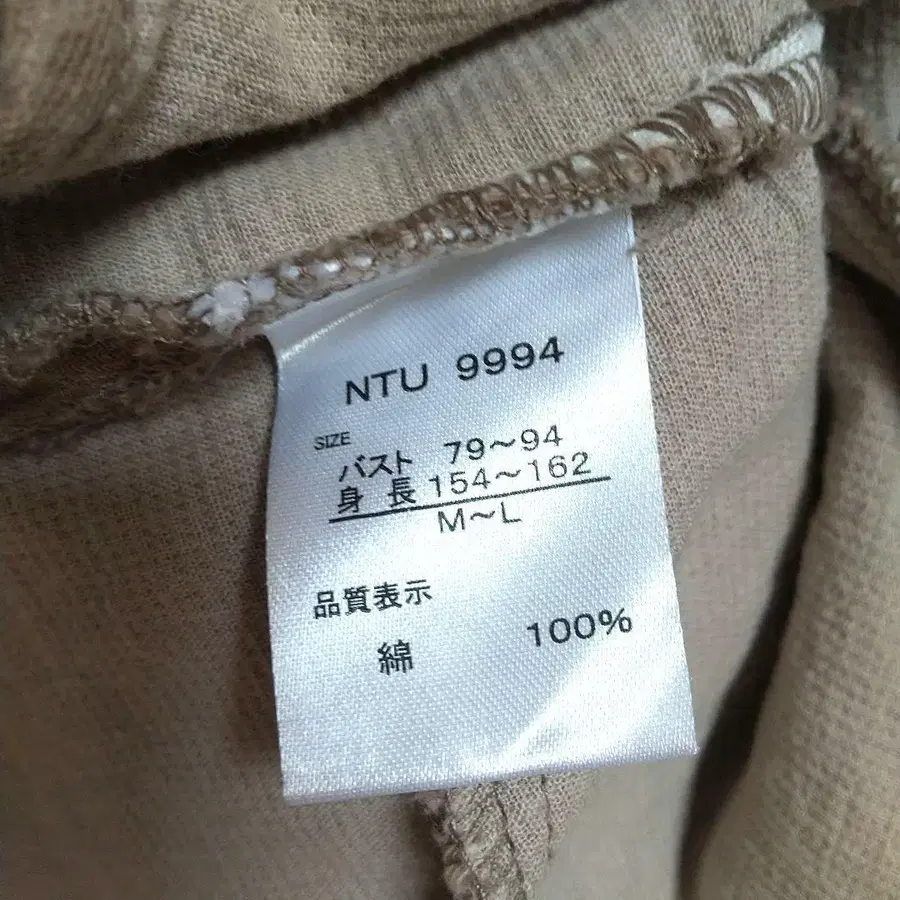 NTU 9994
SIZE
バスト 79～94
身 長 154～162
M～L
品質表示
綿 100%